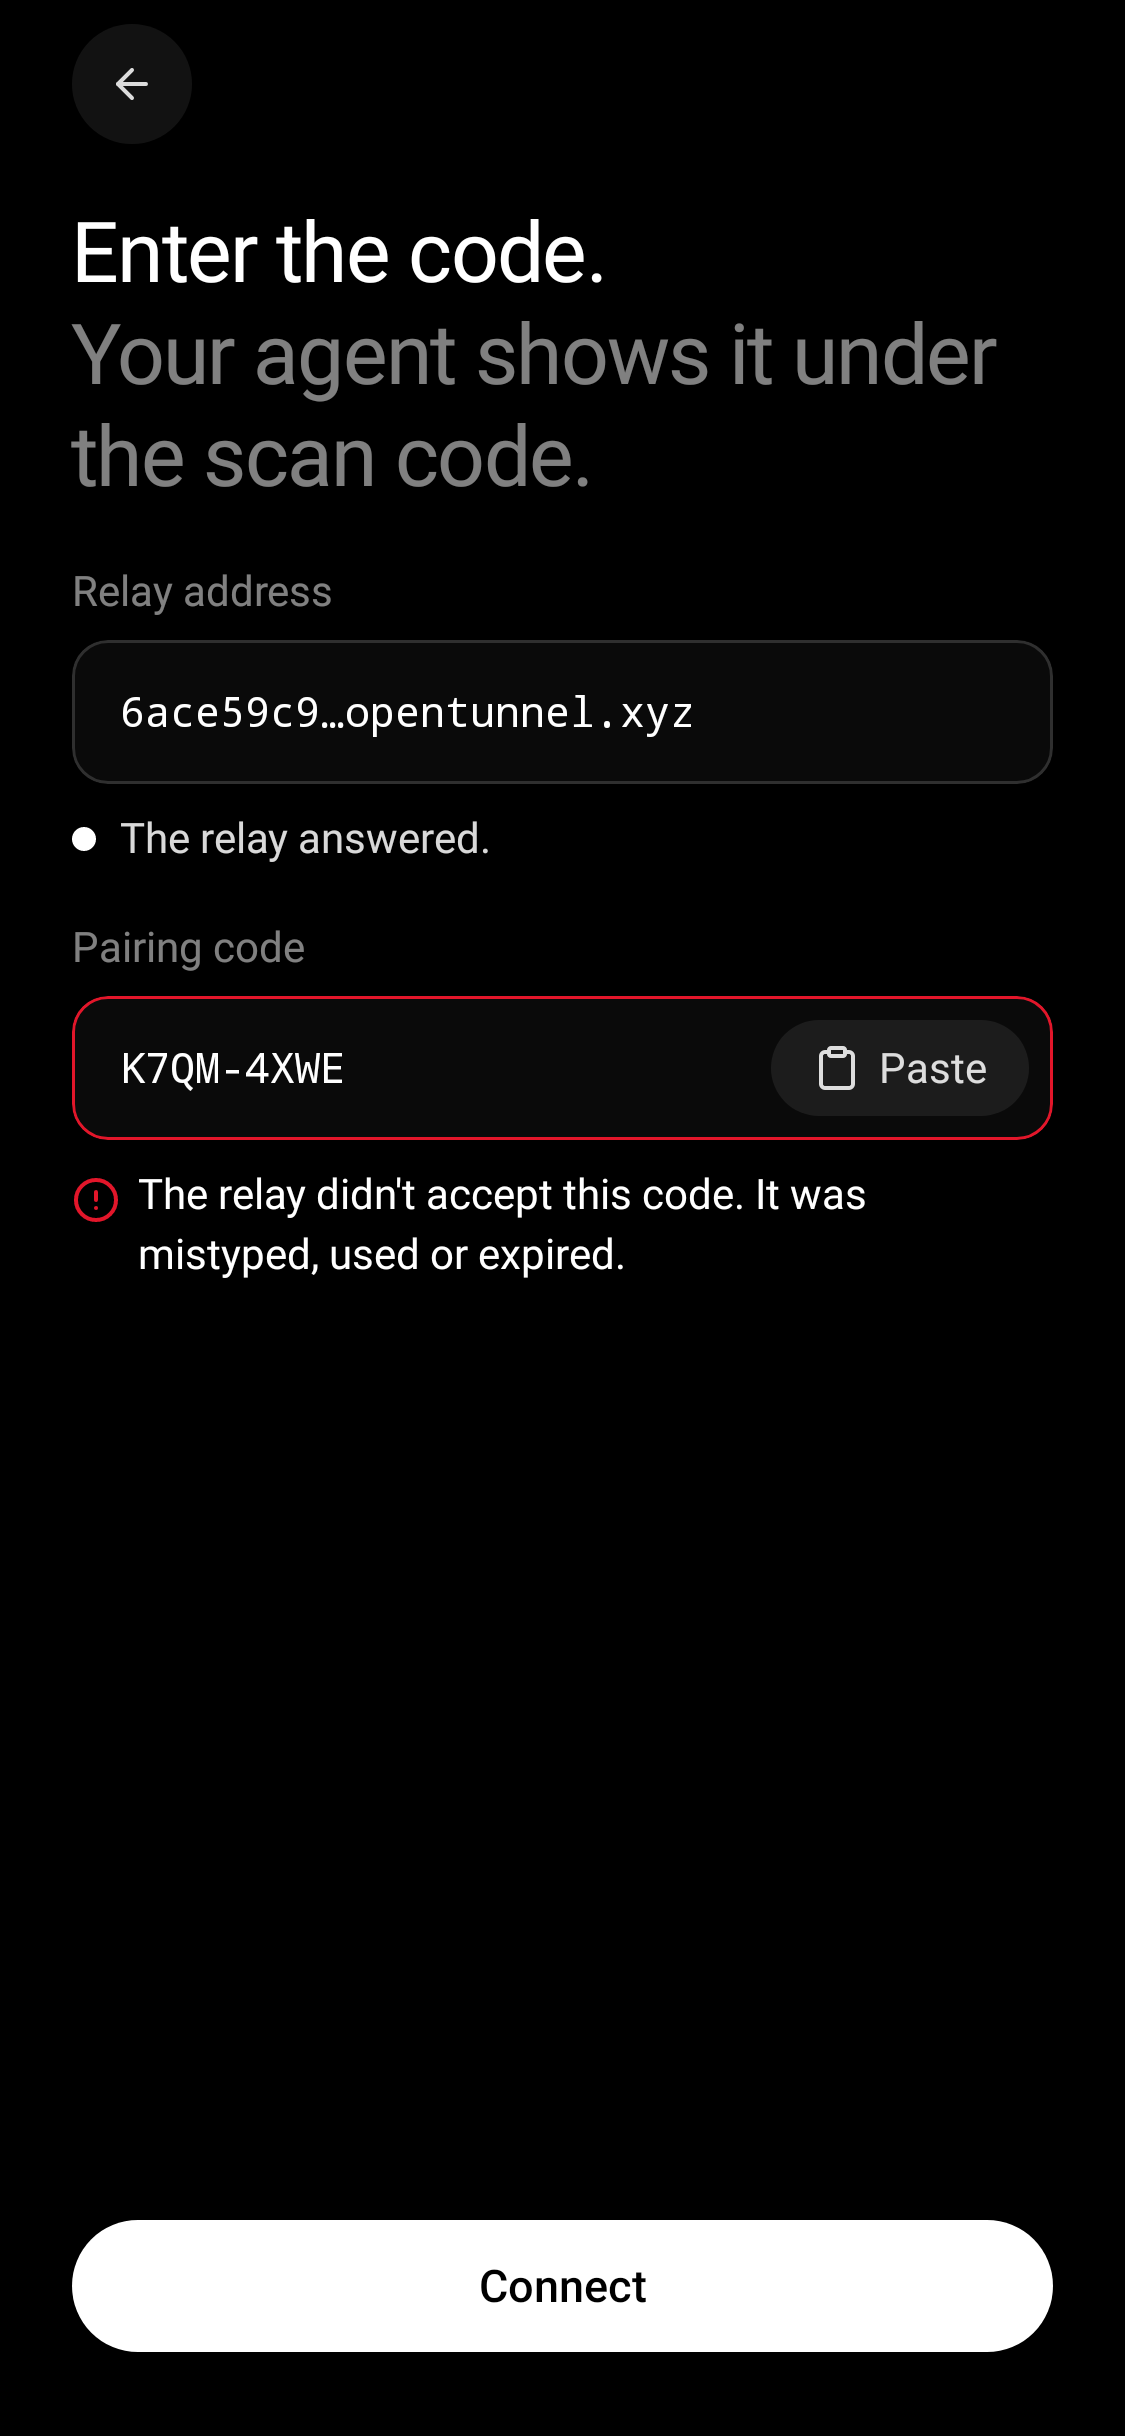 Enter the code.
Your agent shows it under
the scan code.
Relay address
6ace59c9…opentunnel.xyz
The relay answered.
Pairing code
K7QM-4XWE
Paste
The relay didn't accept this code. It was
mistyped, used or expired.
Connect